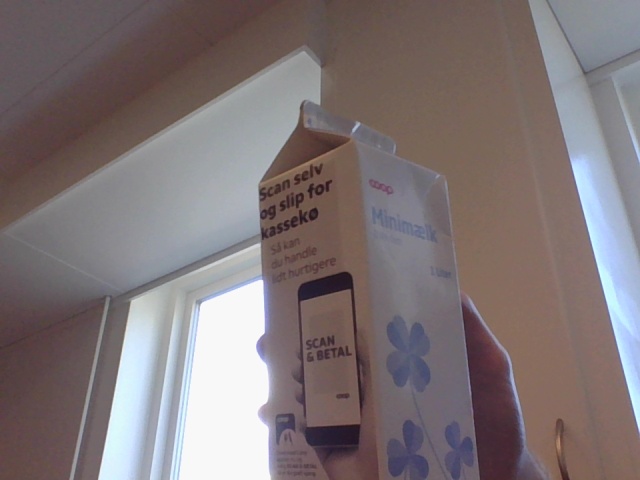 Scan selv
og slip for
kassekø
Så kan
du handle
lidt hurtigere
SCAN
& BETAL
coop
coop
Minimælk
1 Liter